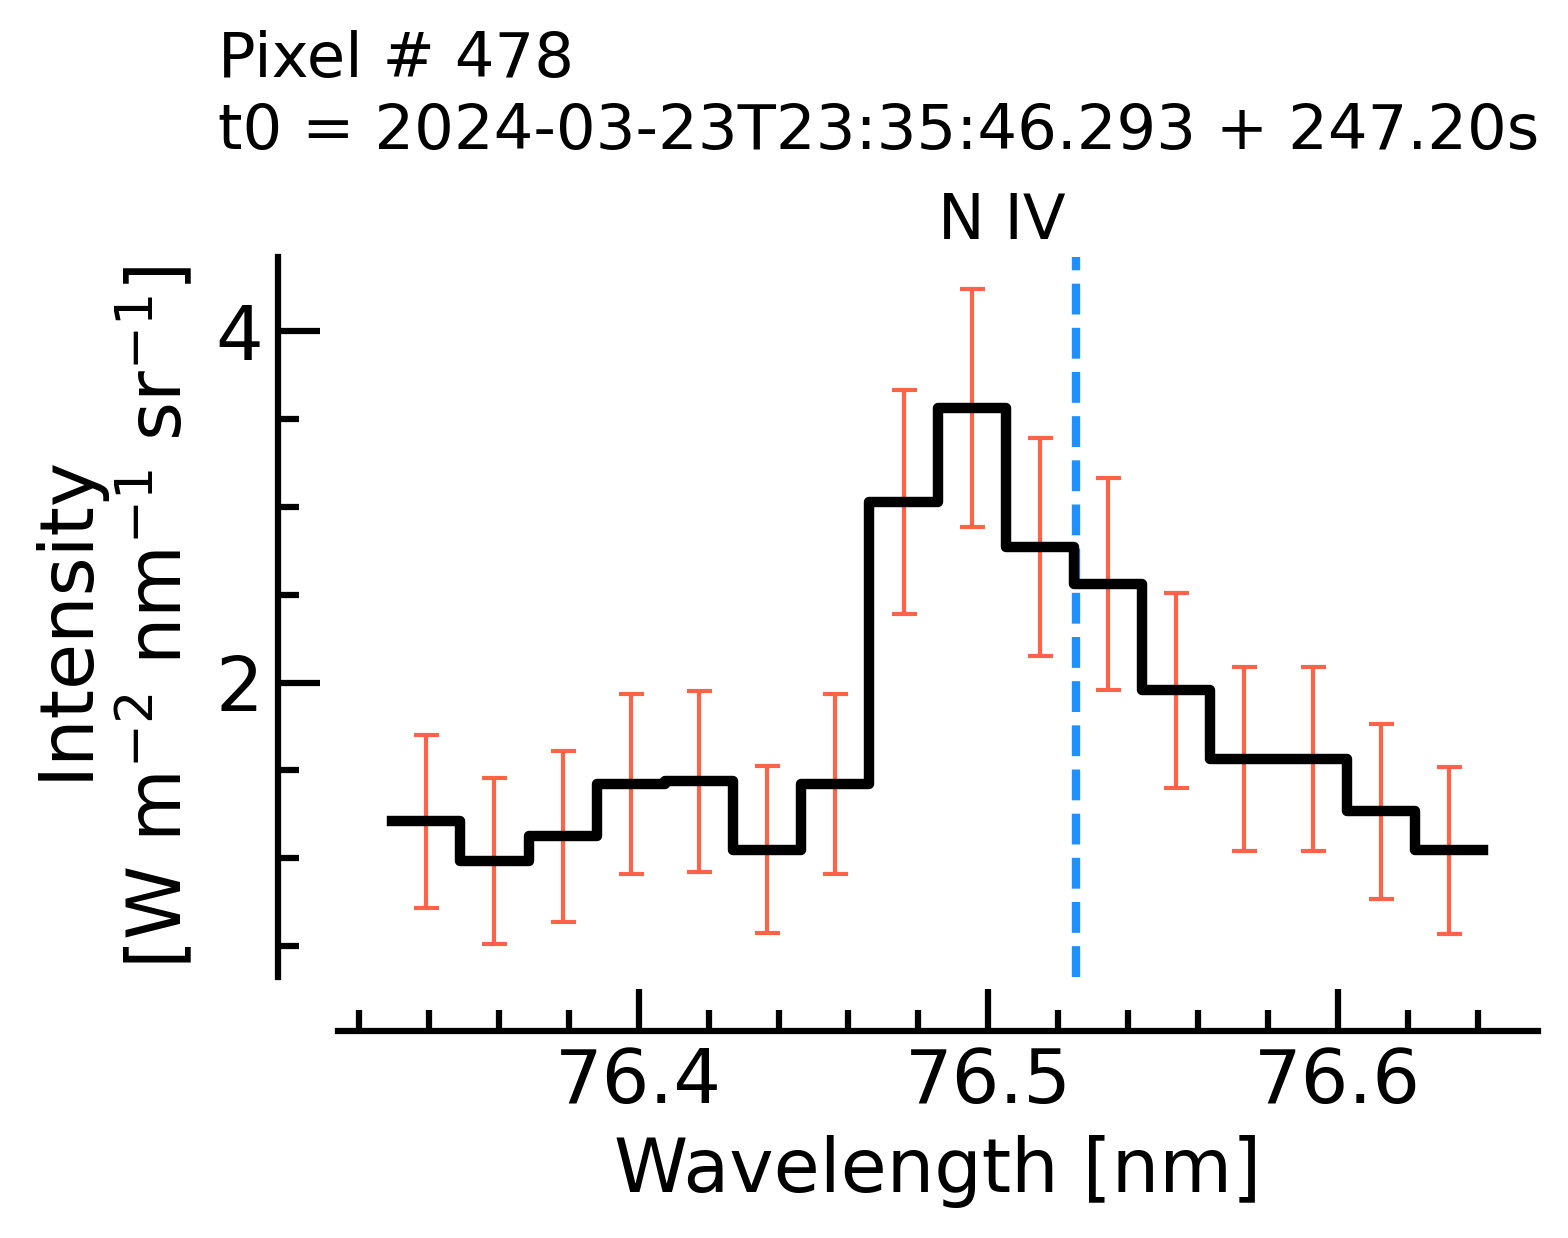 Pixel # 478
t0 = 2024-03-23T23:35:46.293 + 247.20s
N IV
Intensity
[W m⁻² nm⁻¹ sr⁻¹]
4
2
76.4 76.5 76.6
Wavelength [nm]